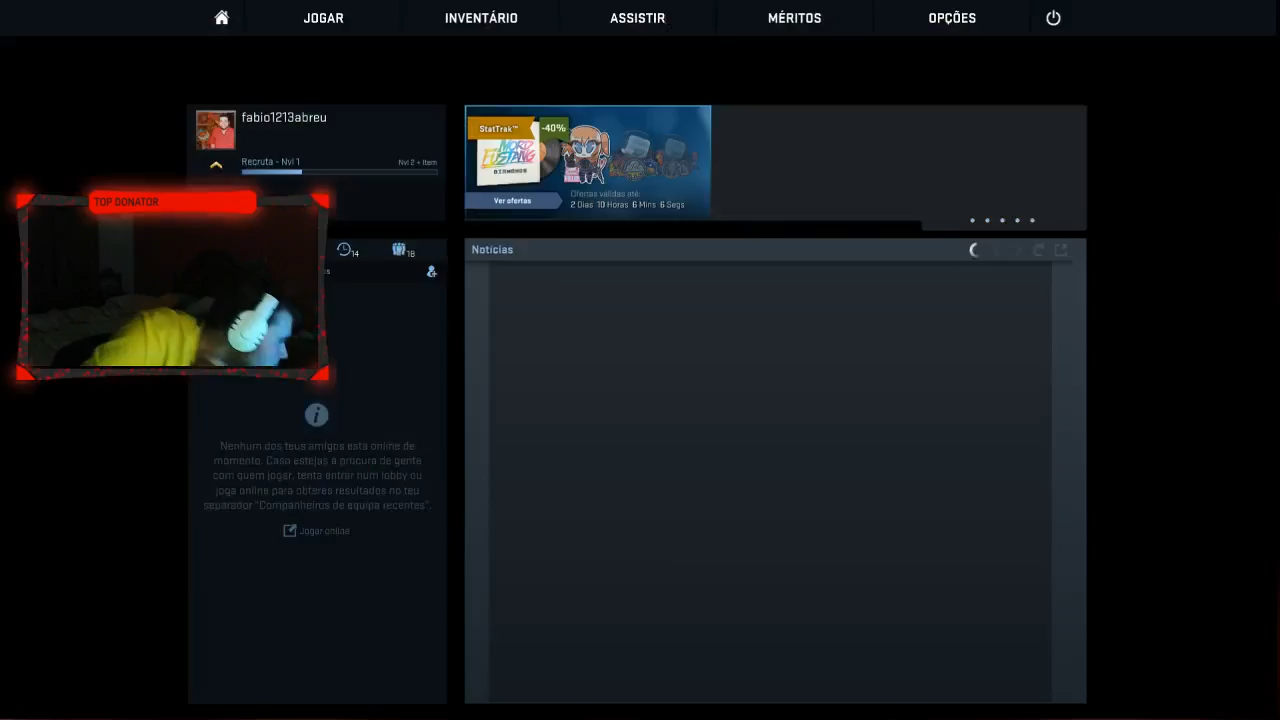 JOGAR
INVENTÁRIO
ASSISTIR
MÉRITOS
OPÇÕES
fabio1213abreu
Recruta - Nvl 1
Nvl 2 + Item
TOP DONATOR
StatTrak™
-40%
MORD
FUSTANG
DIAMONDS
Ver ofertas
Ofertas válidas até:
2 Dias 10 Horas 6 Mins 6 Segs
14
18
Notícias
Nenhum dos teus amigos está online de
momento. Caso estejas à procura de gente
com quem jogar, tenta entrar num lobby ou
joga online para obteres resultados no teu
separador "Companheiros de equipa recentes".
Jogar online